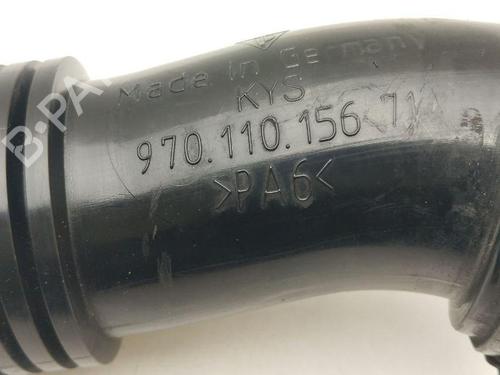 Made in Germany
KYS
970.110.156 71
>PA6<
B-PA